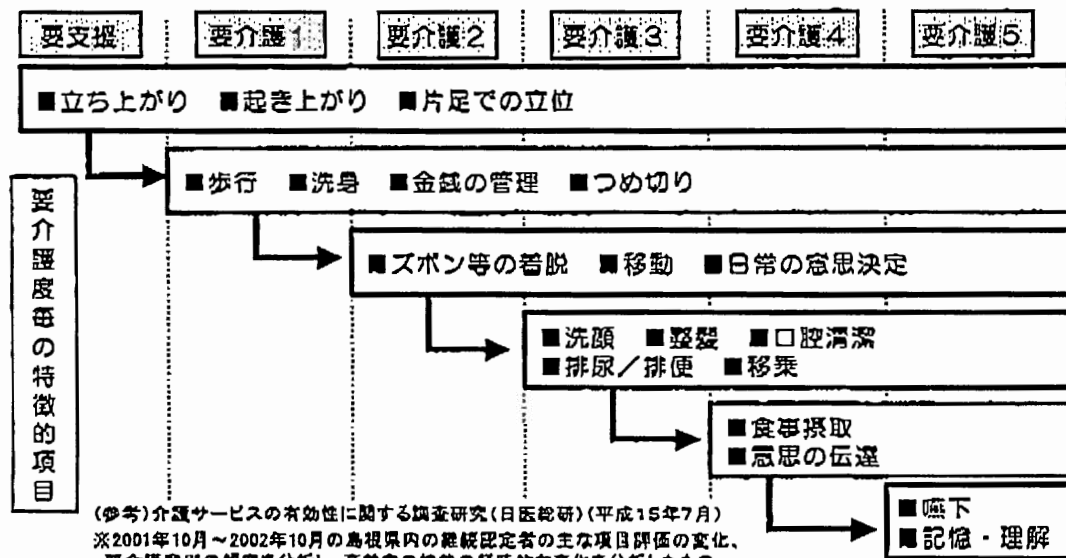 要支援 要介護1 要介護2 要介護3 要介護4 要介護5
■立ち上がり ■起き上がり ■片足での立位
■歩行 ■洗身 ■金銭の管理 ■つめ切り
■ズボン等の着脱 ■移動 ■日常の意思決定
■洗顔 ■整髪 ■口腔清潔
■排尿/排便 ■移乗
■食事摂取
■意思の伝達
■嚥下
■記憶・理解
要介護度毎の特徴的項目
(参考)介護サービスの有効性に関する調査研究(日医総研)(平成15年7月)
※2001年10月~2002年10月の島根県内の継続認定者の主な項目評価の変化、